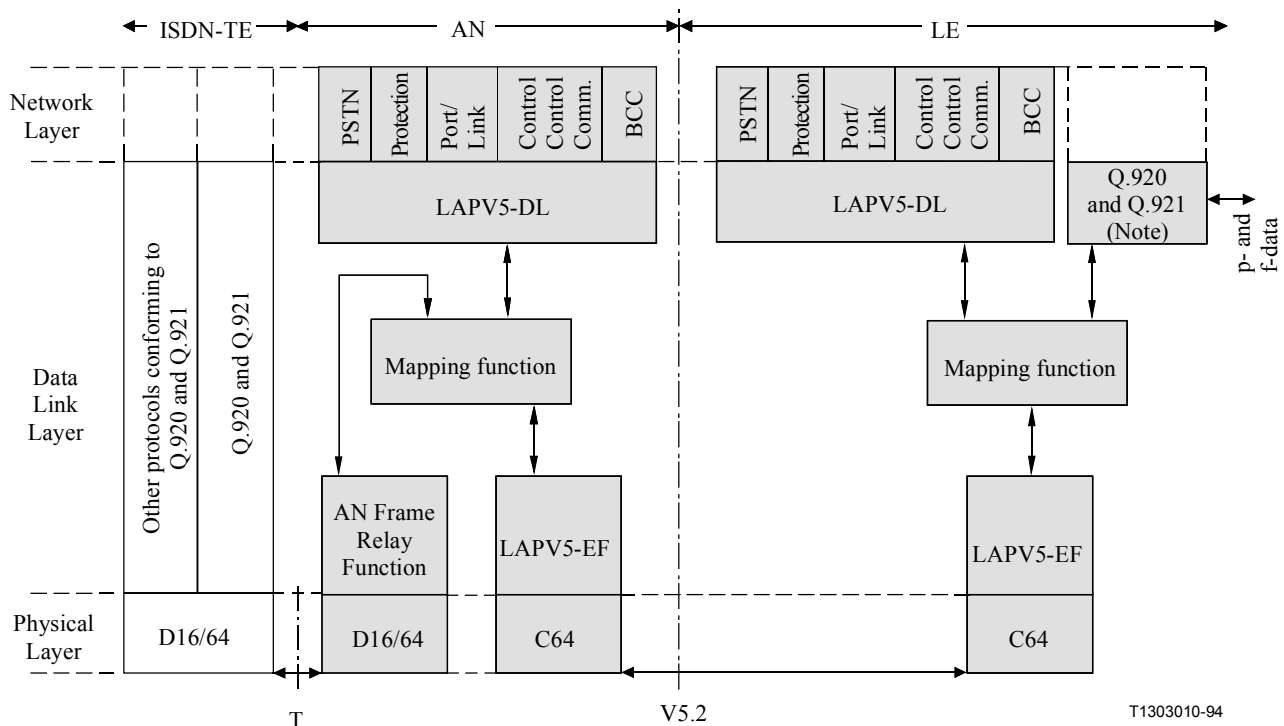 ISDN-TE
AN
LE
Network
Layer
PSTN
Protection
Port/
Link
Control
Control
Comm.
BCC
PSTN
Protection
Port/
Link
Control
Control
Comm.
BCC
LAPV5-DL
LAPV5-DL
Q.920
and Q.921
(Note)
p- and
f-data
Data
Link
Layer
Other protocols conforming to
Q.920 and Q.921
Q.920 and Q.921
Mapping function
Mapping function
AN Frame
Relay
Function
LAPV5-EF
LAPV5-EF
Physical
Layer
D16/64
D16/64
C64
C64
T
V5.2
T1303010-94